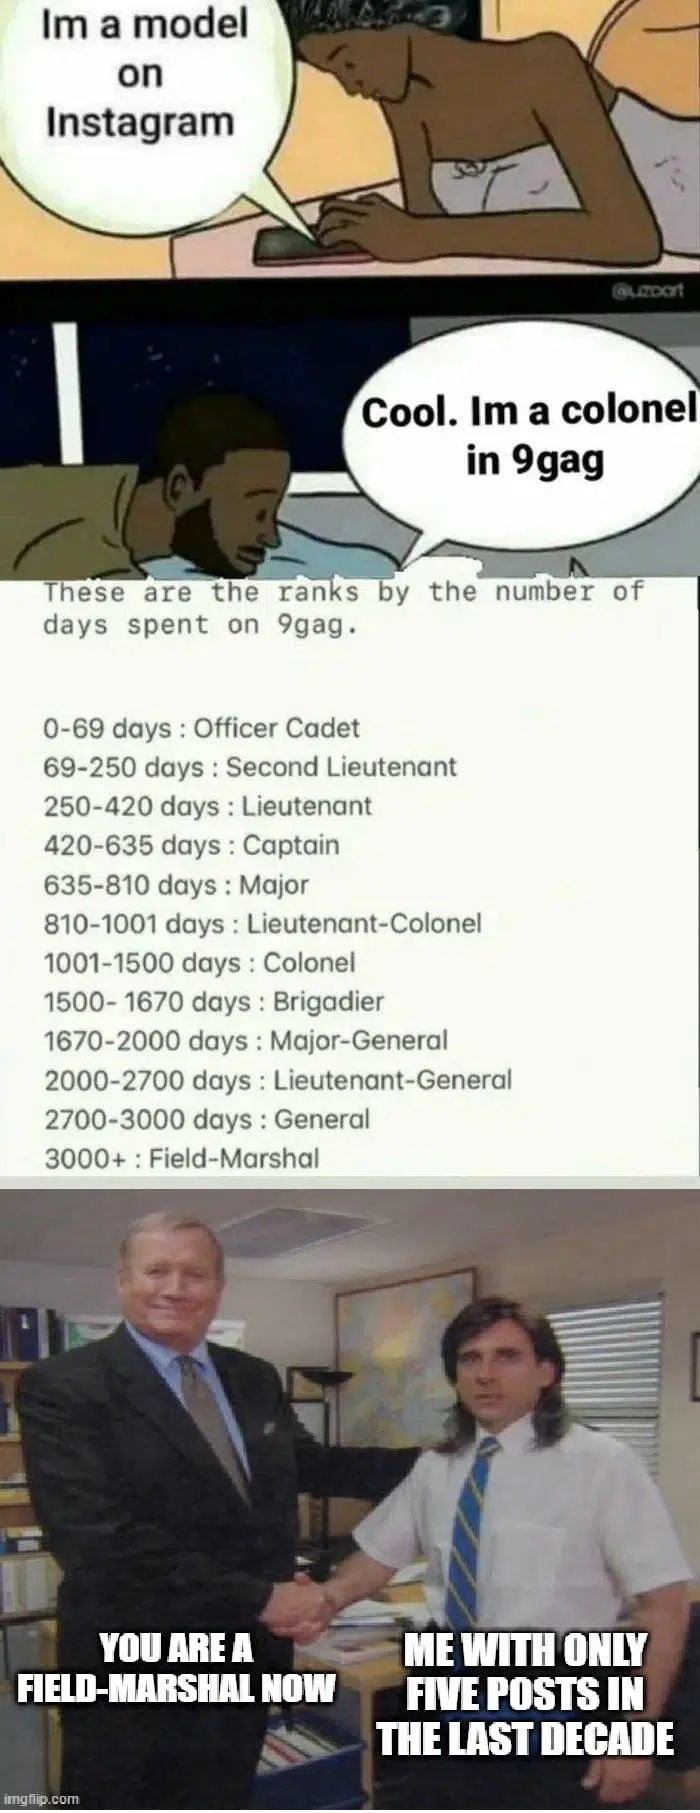 Im a model
on
Instagram
@uzoart
Cool. Im a colonel
in 9gag
These are the ranks by the number of
days spent on 9gag.
0-69 days : Officer Cadet
69-250 days : Second Lieutenant
250-420 days : Lieutenant
420-635 days : Captain
635-810 days : Major
810-1001 days : Lieutenant-Colonel
1001-1500 days : Colonel
1500- 1670 days : Brigadier
1670-2000 days : Major-General
2000-2700 days : Lieutenant-General
2700-3000 days : General
3000+ : Field-Marshal
YOU ARE A
FIELD-MARSHAL NOW
ME WITH ONLY
FIVE POSTS IN
THE LAST DECADE
imgflip.com